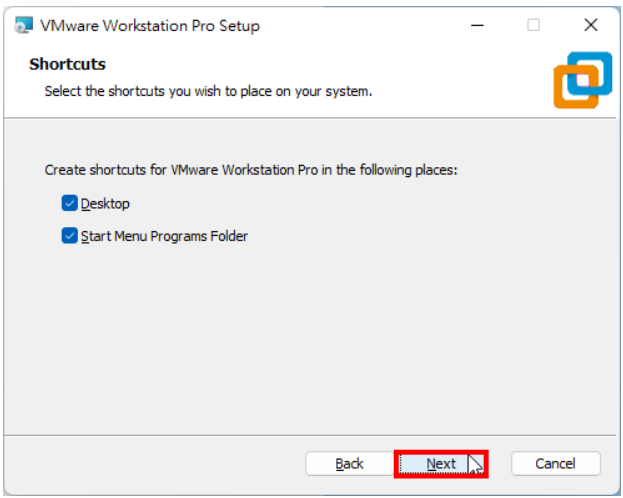 VMware Workstation Pro Setup
Shortcuts
Select the shortcuts you wish to place on your system.
Create shortcuts for VMware Workstation Pro in the following places:
Desktop
Start Menu Programs Folder
Back Next Cancel